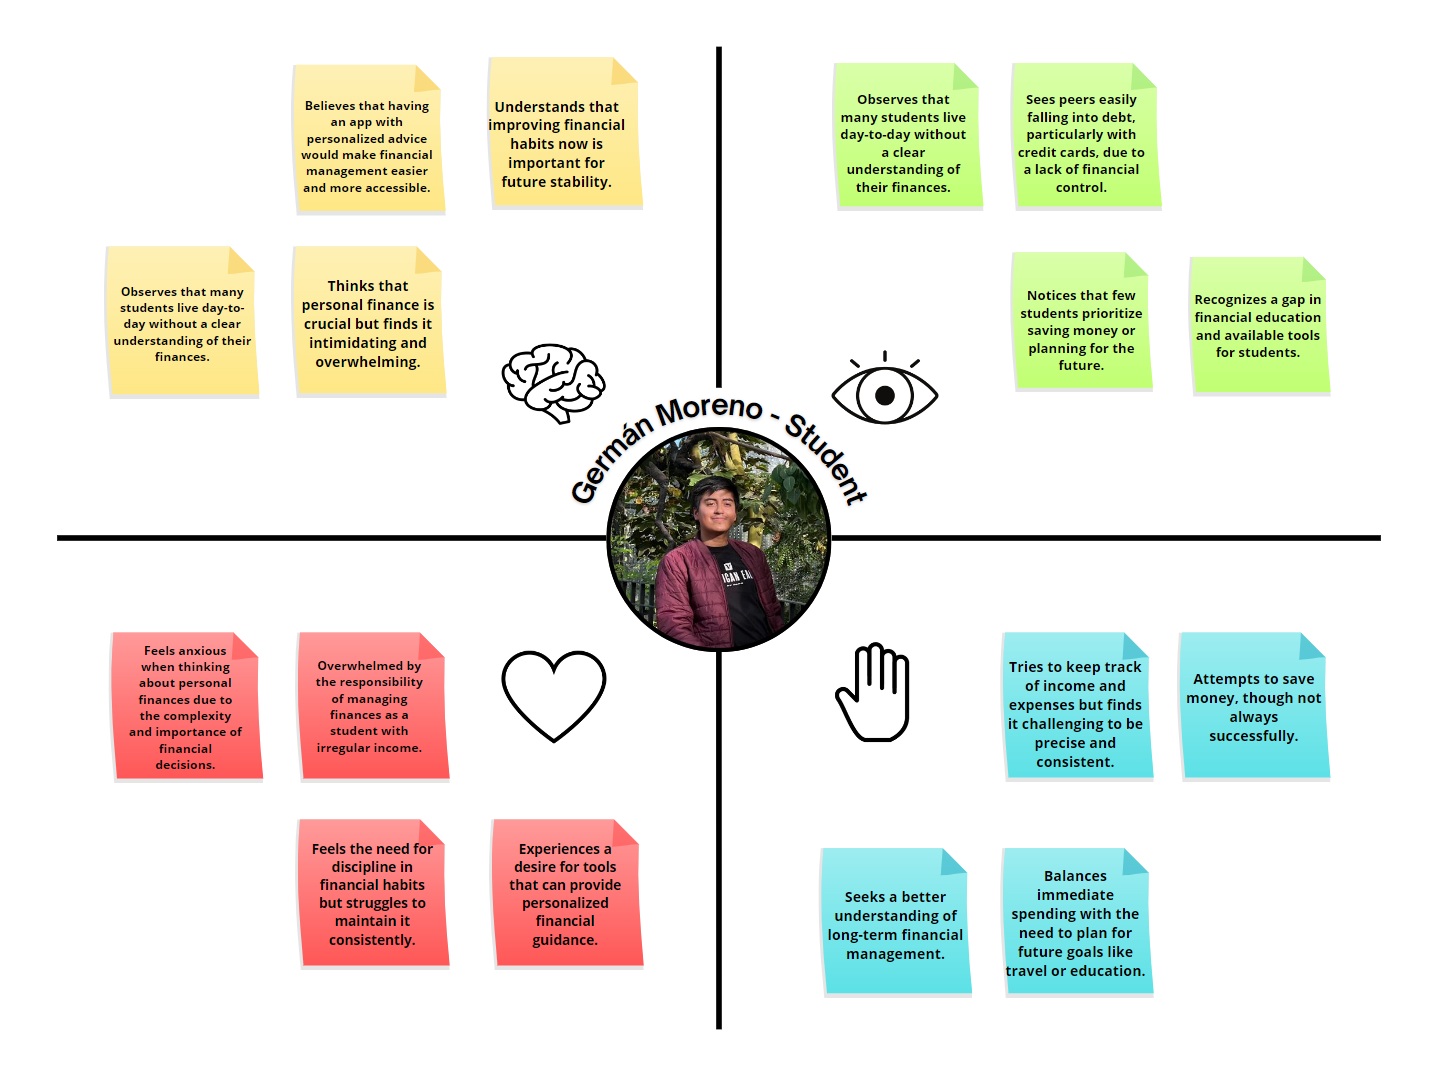 Believes that having
an app with
personalized advice
would make financial
management easier
and more accessible.
Understands that
improving financial
habits now is
important for
future stability.
Observes that many
students live day-to-
day without a clear
understanding of their
finances.
Thinks that
personal finance is
crucial but finds it
intimidating and
overwhelming.
Observes that
many students live
day-to-day without
a clear
understanding of
their finances.
Sees peers easily
falling into debt,
particularly with
credit cards, due to
a lack of financial
control.
Notices that few
students prioritize
saving money or
planning for the
future.
Recognizes a gap in
financial education
and available tools
for students.
Germán Moreno - Student
Feels anxious
when thinking
about personal
finances due to
the complexity
and importance of
financial
decisions.
Overwhelmed by
the responsibility
of managing
finances as a
student with
irregular income.
Feels the need for
discipline in
financial habits
but struggles to
maintain it
consistently.
Experiences a
desire for tools
that can provide
personalized
financial
guidance.
Tries to keep track
of income and
expenses but finds
it challenging to be
precise and
consistent.
Attempts to save
money, though not
always
successfully.
Seeks a better
understanding of
long-term financial
management.
Balances
immediate
spending with the
need to plan for
future goals like
travel or education.